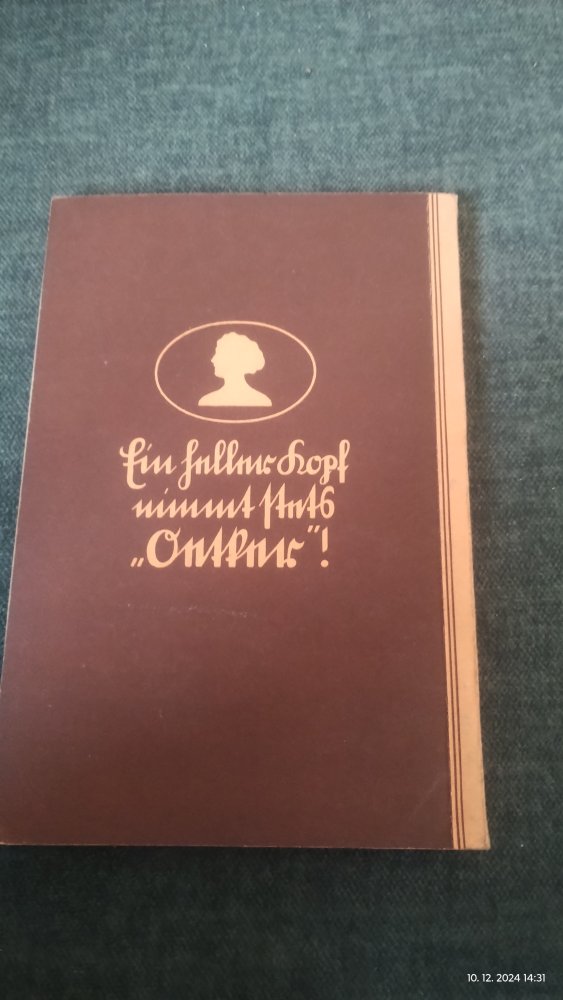 Ein heller Kopf
nimmt stets
„Oetker"!
10. 12. 2024 14:31